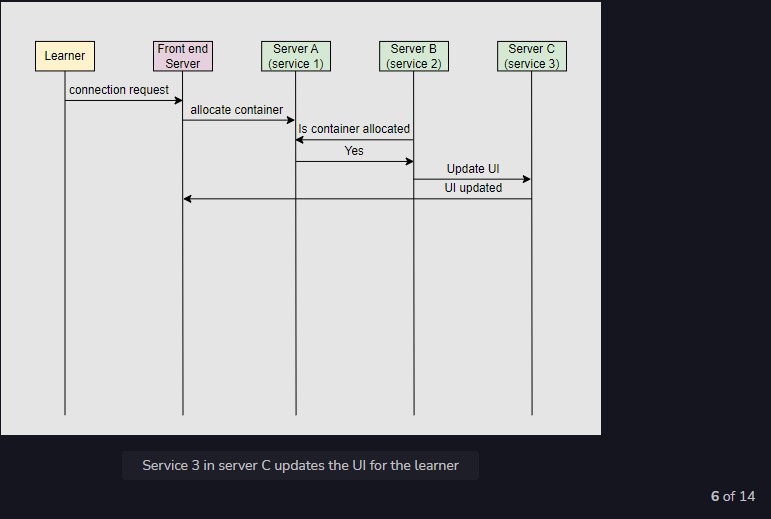 Learner
Front end
Server
Server A
(service 1)
Server B
(service 2)
Server C
(service 3)
connection request
allocate container
Is container allocated
Yes
Update UI
UI updated
Service 3 in server C updates the UI for the learner
6 of 14